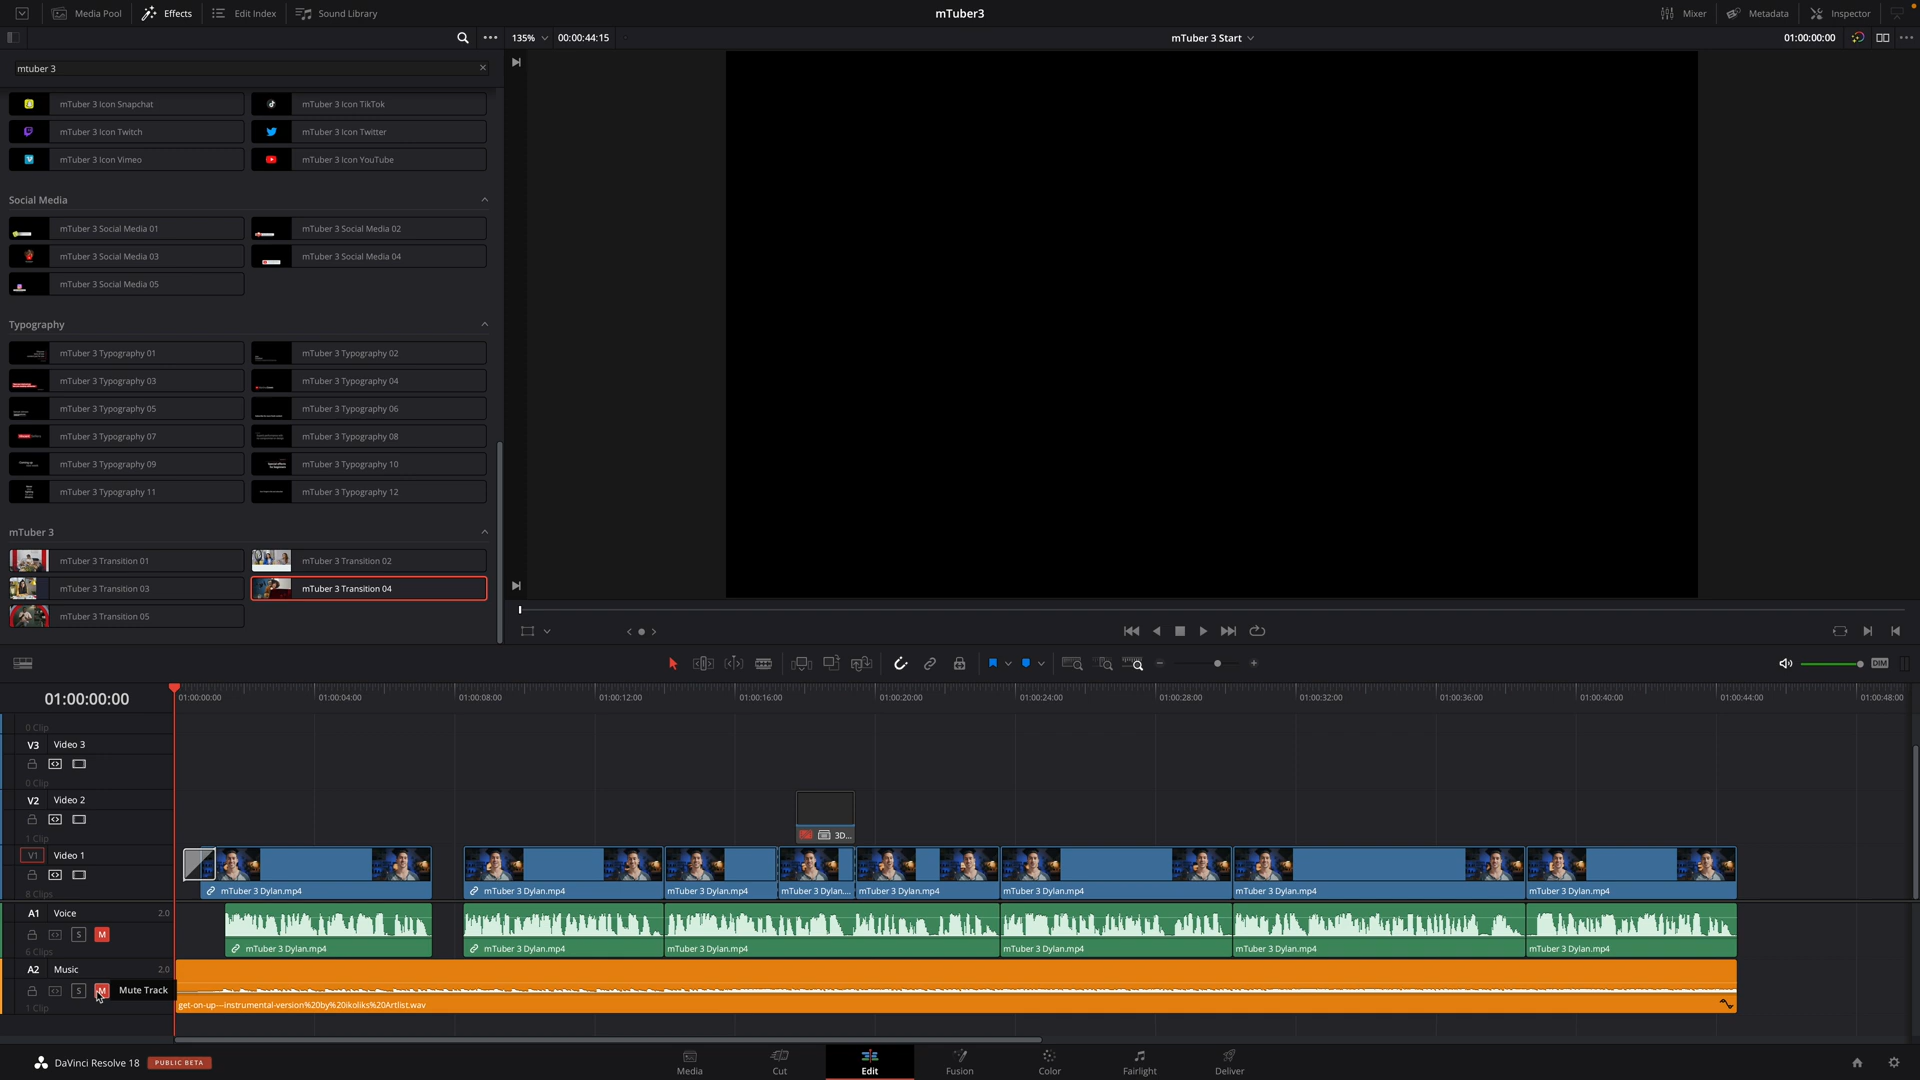 Media Pool Effects Edit Index Sound Library mTuber3 Mixer Metadata Inspector
135% 00:00:44:15 mTuber 3 Start 01:00:00:00
mtuber 3
mTuber 3 Icon Snapchat mTuber 3 Icon TikTok
mTuber 3 Icon Twitch mTuber 3 Icon Twitter
mTuber 3 Icon Vimeo mTuber 3 Icon YouTube
Social Media
mTuber 3 Social Media 01 mTuber 3 Social Media 02
mTuber 3 Social Media 03 mTuber 3 Social Media 04
mTuber 3 Social Media 05
Typography
mTuber 3 Typography 01 mTuber 3 Typography 02
mTuber 3 Typography 03 mTuber 3 Typography 04
mTuber 3 Typography 05 mTuber 3 Typography 06
mTuber 3 Typography 07 mTuber 3 Typography 08
mTuber 3 Typography 09 mTuber 3 Typography 10
mTuber 3 Typography 11 mTuber 3 Typography 12
mTuber 3
mTuber 3 Transition 01 mTuber 3 Transition 02
mTuber 3 Transition 03 mTuber 3 Transition 04
mTuber 3 Transition 05
DIM
01:00:00:00 01:00:00:00 01:00:04:00 01:00:08:00 01:00:12:00 01:00:16:00 01:00:20:00 01:00:24:00 01:00:28:00 01:00:32:00 01:00:36:00 01:00:40:00 01:00:44:00 01:00:48:00
0 Clip
V3 Video 3
0 Clip
V2 Video 2
3D...
1 Clip
V1 Video 1
8 Clips mTuber 3 Dylan.mp4 mTuber 3 Dylan.mp4 mTuber 3 Dylan.mp4 mTuber 3 Dylan.... mTuber 3 Dylan.mp4 mTuber 3 Dylan.mp4 mTuber 3 Dylan.mp4 mTuber 3 Dylan.mp4
A1 Voice 2.0
S M
6 Clips mTuber 3 Dylan.mp4 mTuber 3 Dylan.mp4 mTuber 3 Dylan.mp4 mTuber 3 Dylan.mp4 mTuber 3 Dylan.mp4 mTuber 3 Dylan.mp4
A2 Music 2.0
S M Mute Track
1 Clip get-on-up---instrumental-version%20by%20ikoliks%20Artlist.wav
DaVinci Resolve 18 PUBLIC BETA Media Cut Edit Fusion Color Fairlight Deliver